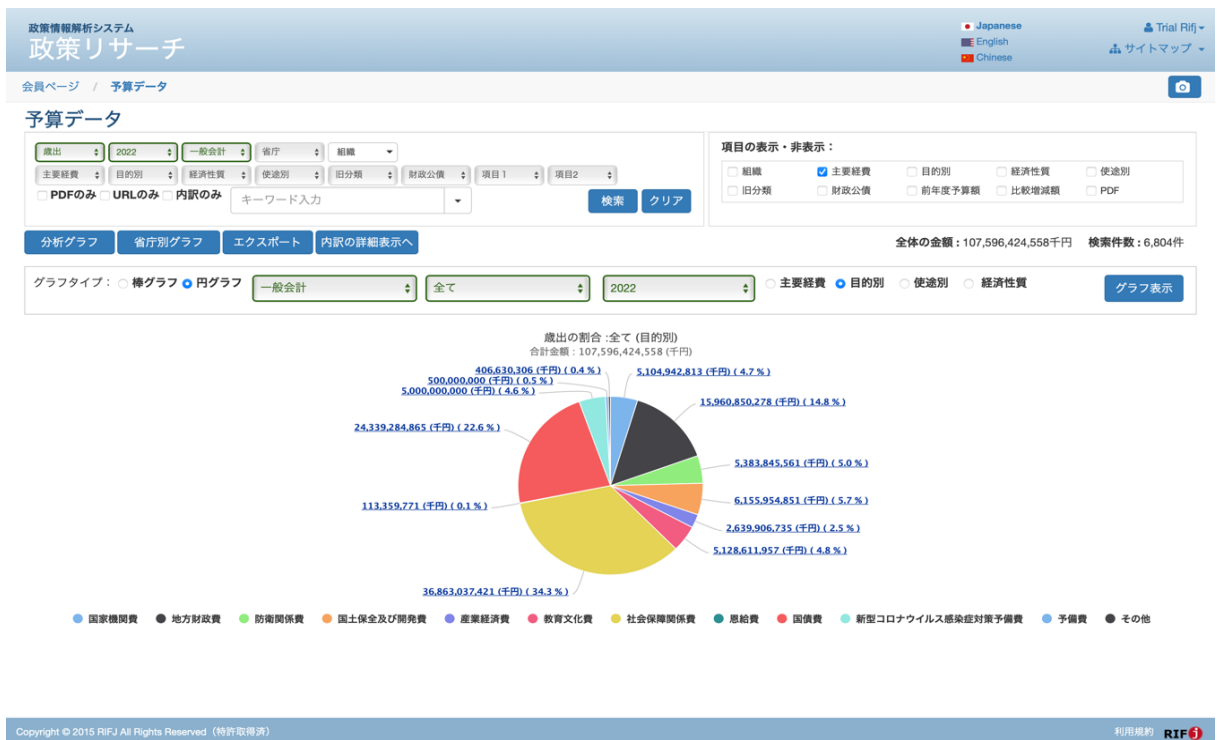 政策情報解析システム
政策リサーチ
Japanese
English
Chinese
Trial Rifj
サイトマップ
会員ページ / 予算データ
予算データ
歳出 2022 一般会計 省庁 組織
主要経費 目的別 経済性質 使途別 旧分類 財政公債 項目1 項目2
PDFのみ URLのみ 内訳のみ キーワード入力 検索 クリア
項目の表示・非表示：
組織 主要経費 目的別 経済性質 使途別
旧分類 財政公債 前年度予算額 比較増減額 PDF
分析グラフ 省庁別グラフ エクスポート 内訳の詳細表示へ
全体の金額：107,596,424,558千円 検索件数：6,804件
グラフタイプ： 棒グラフ 円グラフ 一般会計 全て 2022 主要経費 目的別 使途別 経済性質 グラフ表示
歳出の割合 :全て (目的別)
合計金額：107,596,424,558 (千円)
406,630,306 (千円) ( 0.4 % )
5,104,942,813 (千円) ( 4.7 % )
500,000,000 (千円) ( 0.5 % )
5,000,000,000 (千円) ( 4.6 % )
15,960,850,278 (千円) ( 14.8 % )
24,339,284,865 (千円) ( 22.6 % )
5,383,845,561 (千円) ( 5.0 % )
113,359,771 (千円) ( 0.1 % )
6,155,954,851 (千円) ( 5.7 % )
2,639,906,735 (千円) ( 2.5 % )
5,128,611,957 (千円) ( 4.8 % )
36,863,037,421 (千円) ( 34.3 % )
国家機関費 地方財政費 防衛関係費 国土保全及び開発費 産業経済費 教育文化費 社会保障関係費 恩給費 国債費 新型コロナウイルス感染症対策予備費 予備費 その他
Copyright © 2015 RIFJ All Rights Reserved（特許取得済）
利用規約 RIFJ